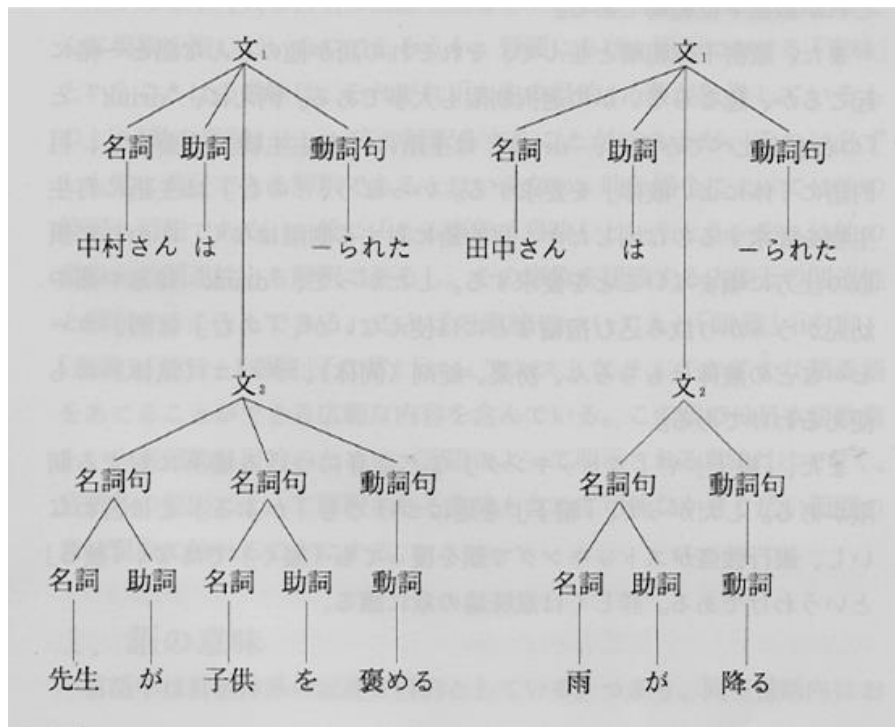 文₁ 文₁
名詞 助詞 動詞句 名詞 助詞 動詞句
中村さん は －られた 田中さん は －られた
文₂ 文₂
名詞句 名詞句 動詞句 名詞句 動詞句
名詞 助詞 名詞 助詞 動詞 名詞 助詞 動詞
先生 が 子供 を 褒める 雨 が 降る